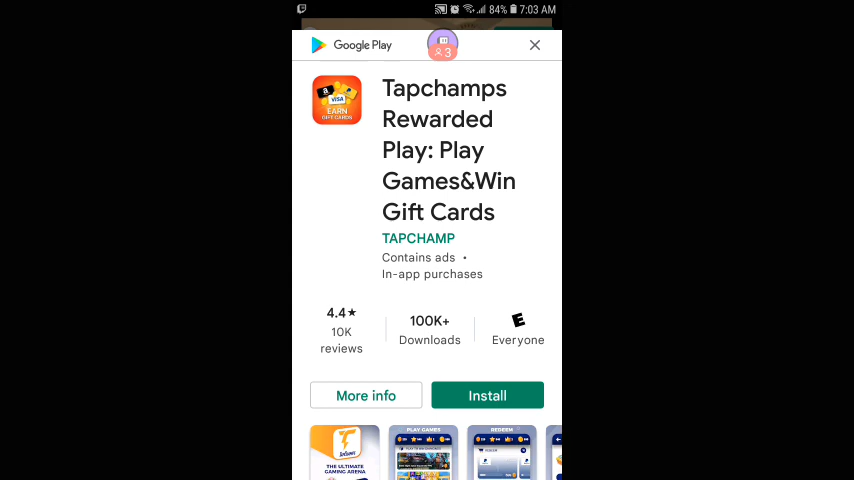 84% 7:03 AM
Google Play
3
a VISA
EARN
GIFT CARDS
Tapchamps
Rewarded
Play: Play
Games&Win
Gift Cards
TAPCHAMP
Contains ads •
In-app purchases
4.4★
10K
reviews
100K+
Downloads
E
Everyone
More info
Install
THE ULTIMATE
GAMING ARENA
PLAY GAMES
REDEEM